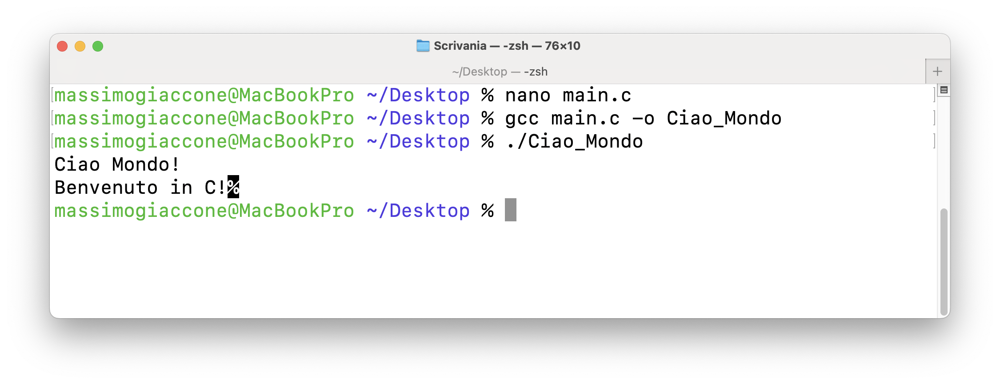 Scrivania — -zsh — 76×10
~/Desktop — -zsh
massimogiaccone@MacBookPro ~/Desktop % nano main.c
massimogiaccone@MacBookPro ~/Desktop % gcc main.c -o Ciao_Mondo
massimogiaccone@MacBookPro ~/Desktop % ./Ciao_Mondo
Ciao Mondo!
Benvenuto in C!%
massimogiaccone@MacBookPro ~/Desktop %